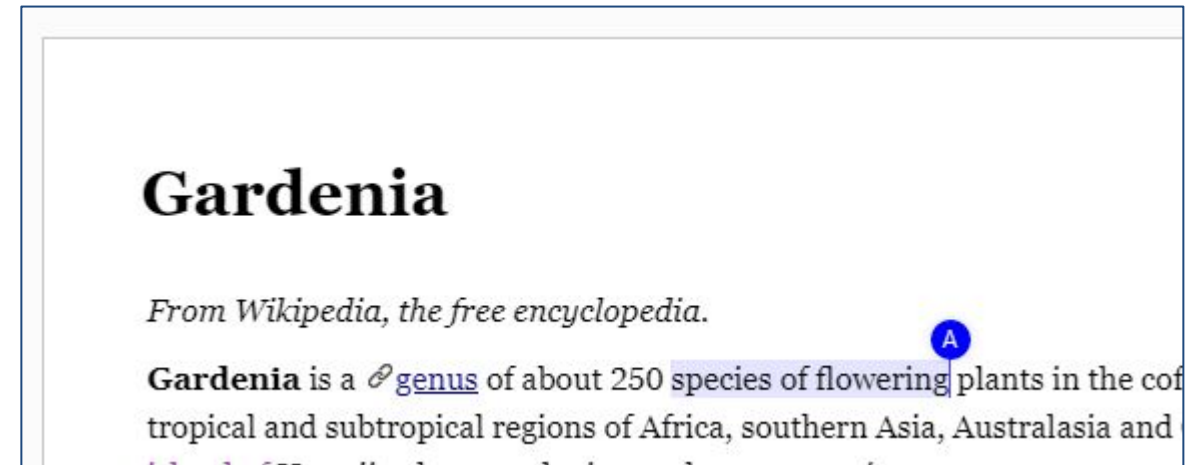 Gardenia
From Wikipedia, the free encyclopedia.
A
Gardenia is a genus of about 250 species of flowering plants in the cof
tropical and subtropical regions of Africa, southern Asia, Australasia and